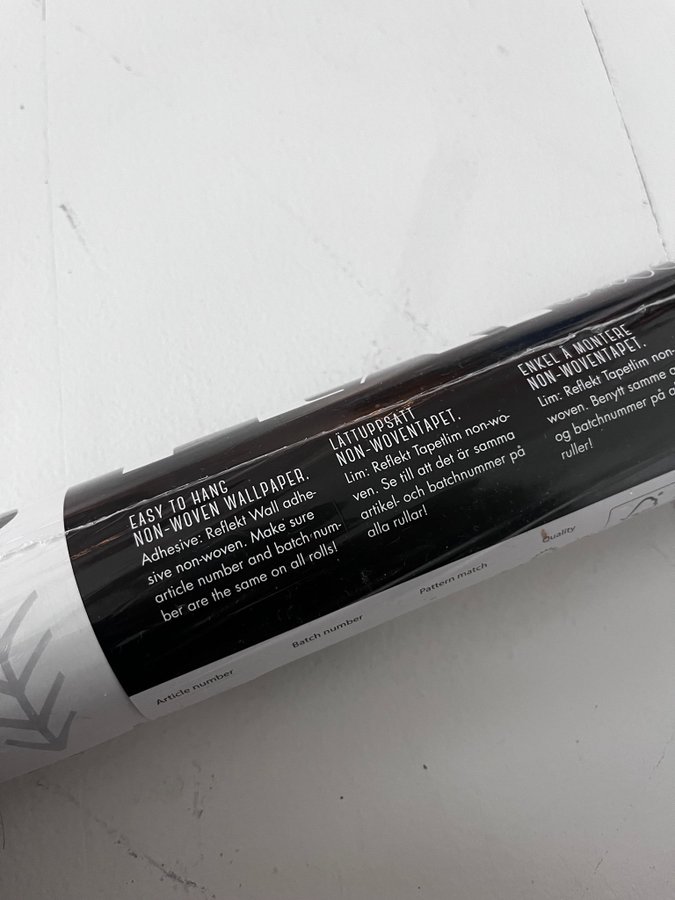 EASY TO HANG
NON-WOVEN WALLPAPER.
Adhesive: Reflekt Wall adhe-
sive non-woven. Make sure
article number and batch num-
ber are the same on all rolls!
LÄTTUPPSATT
NON-WOVENTAPET.
Lim: Reflekt Tapetlim non-wo-
ven. Se till att det är samma
artikel- och batchnummer på
alla rullar!
ENKEL Å MONTERE
NON-WOVENTAPET.
Lim: Reflekt Tapetlim non-
woven. Benytt samme
og batchnummer på
ruller!
Article number
Batch number
Pattern match
Quality